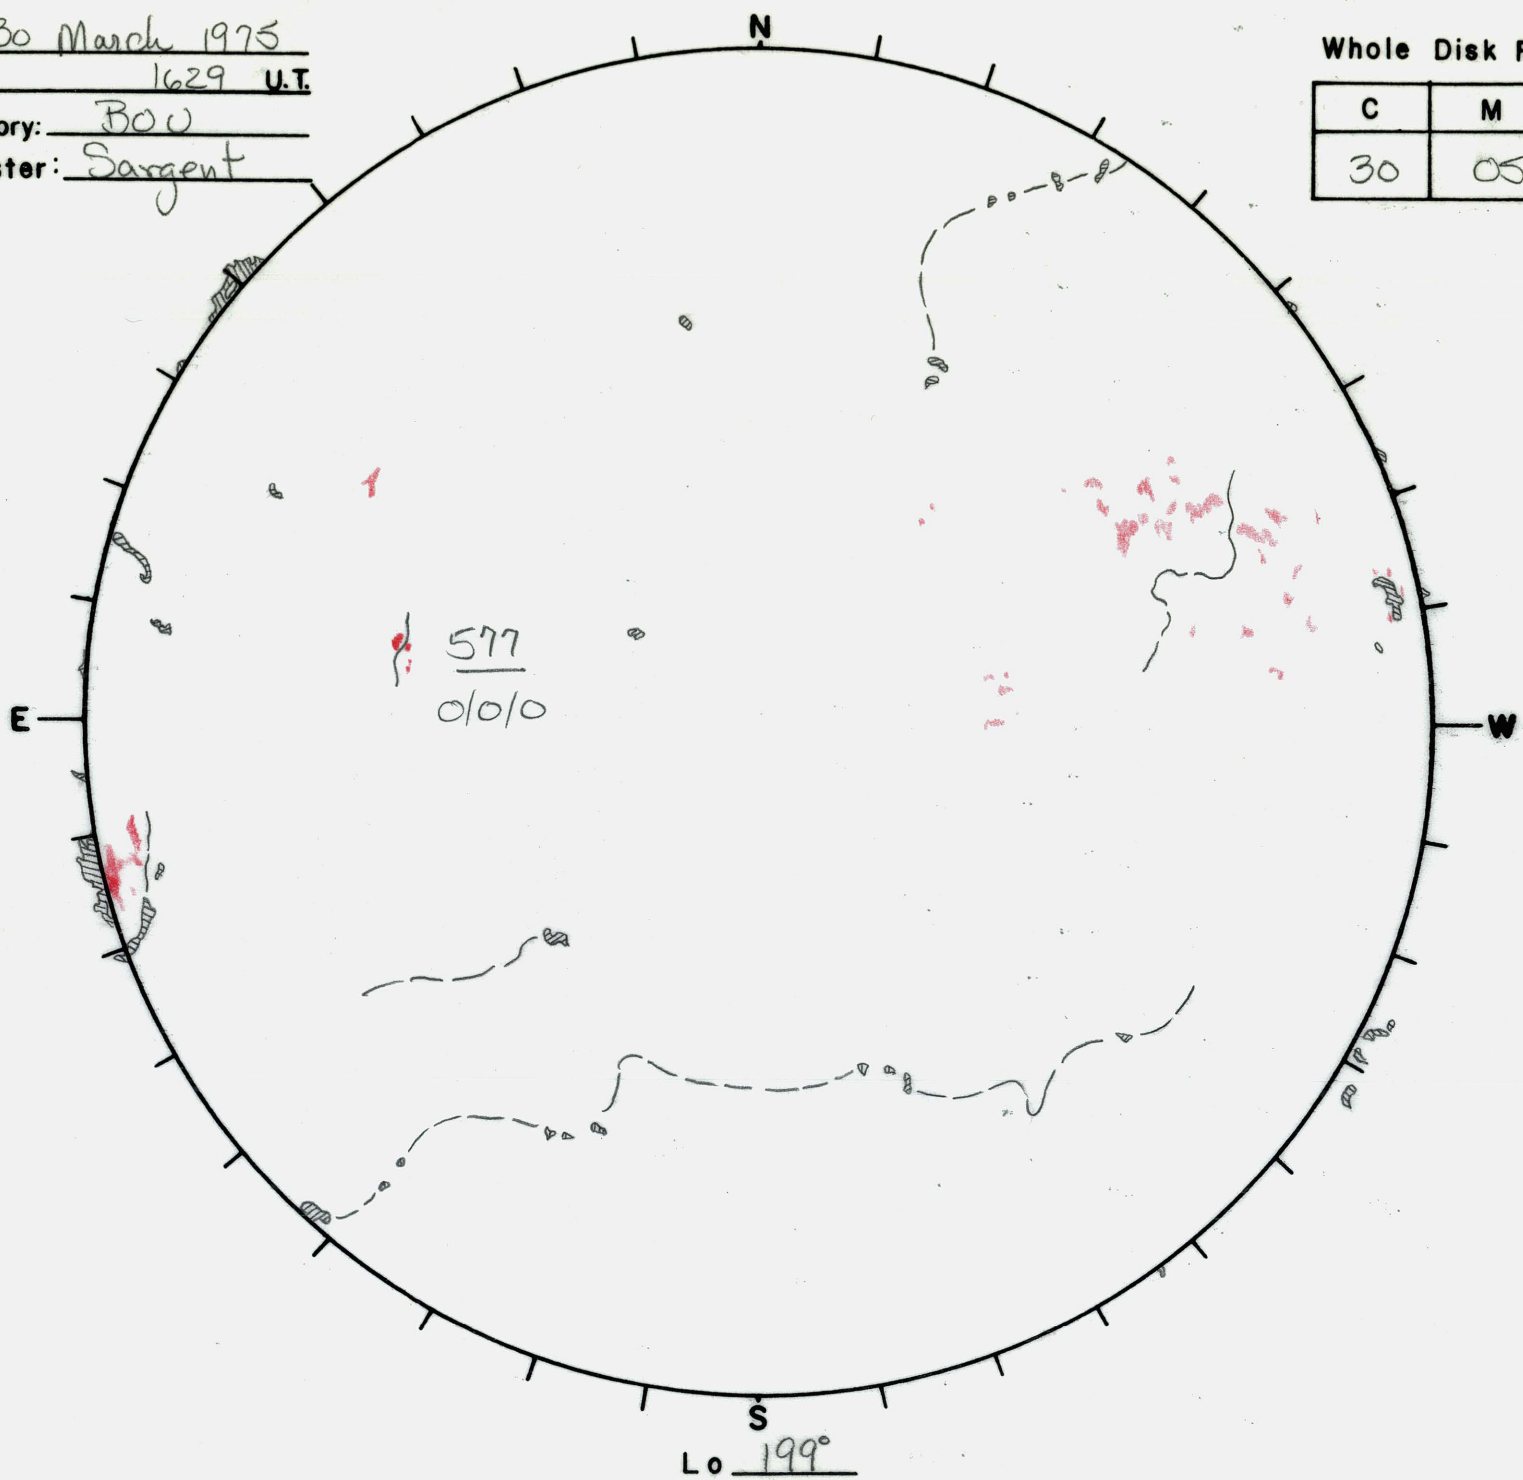 30 March 1975
1629 U.T.
ory: BOU
ster: Sargent
N
Whole Disk F
C M
30 05
577
0/0/0
E
W
S
Lo 199°